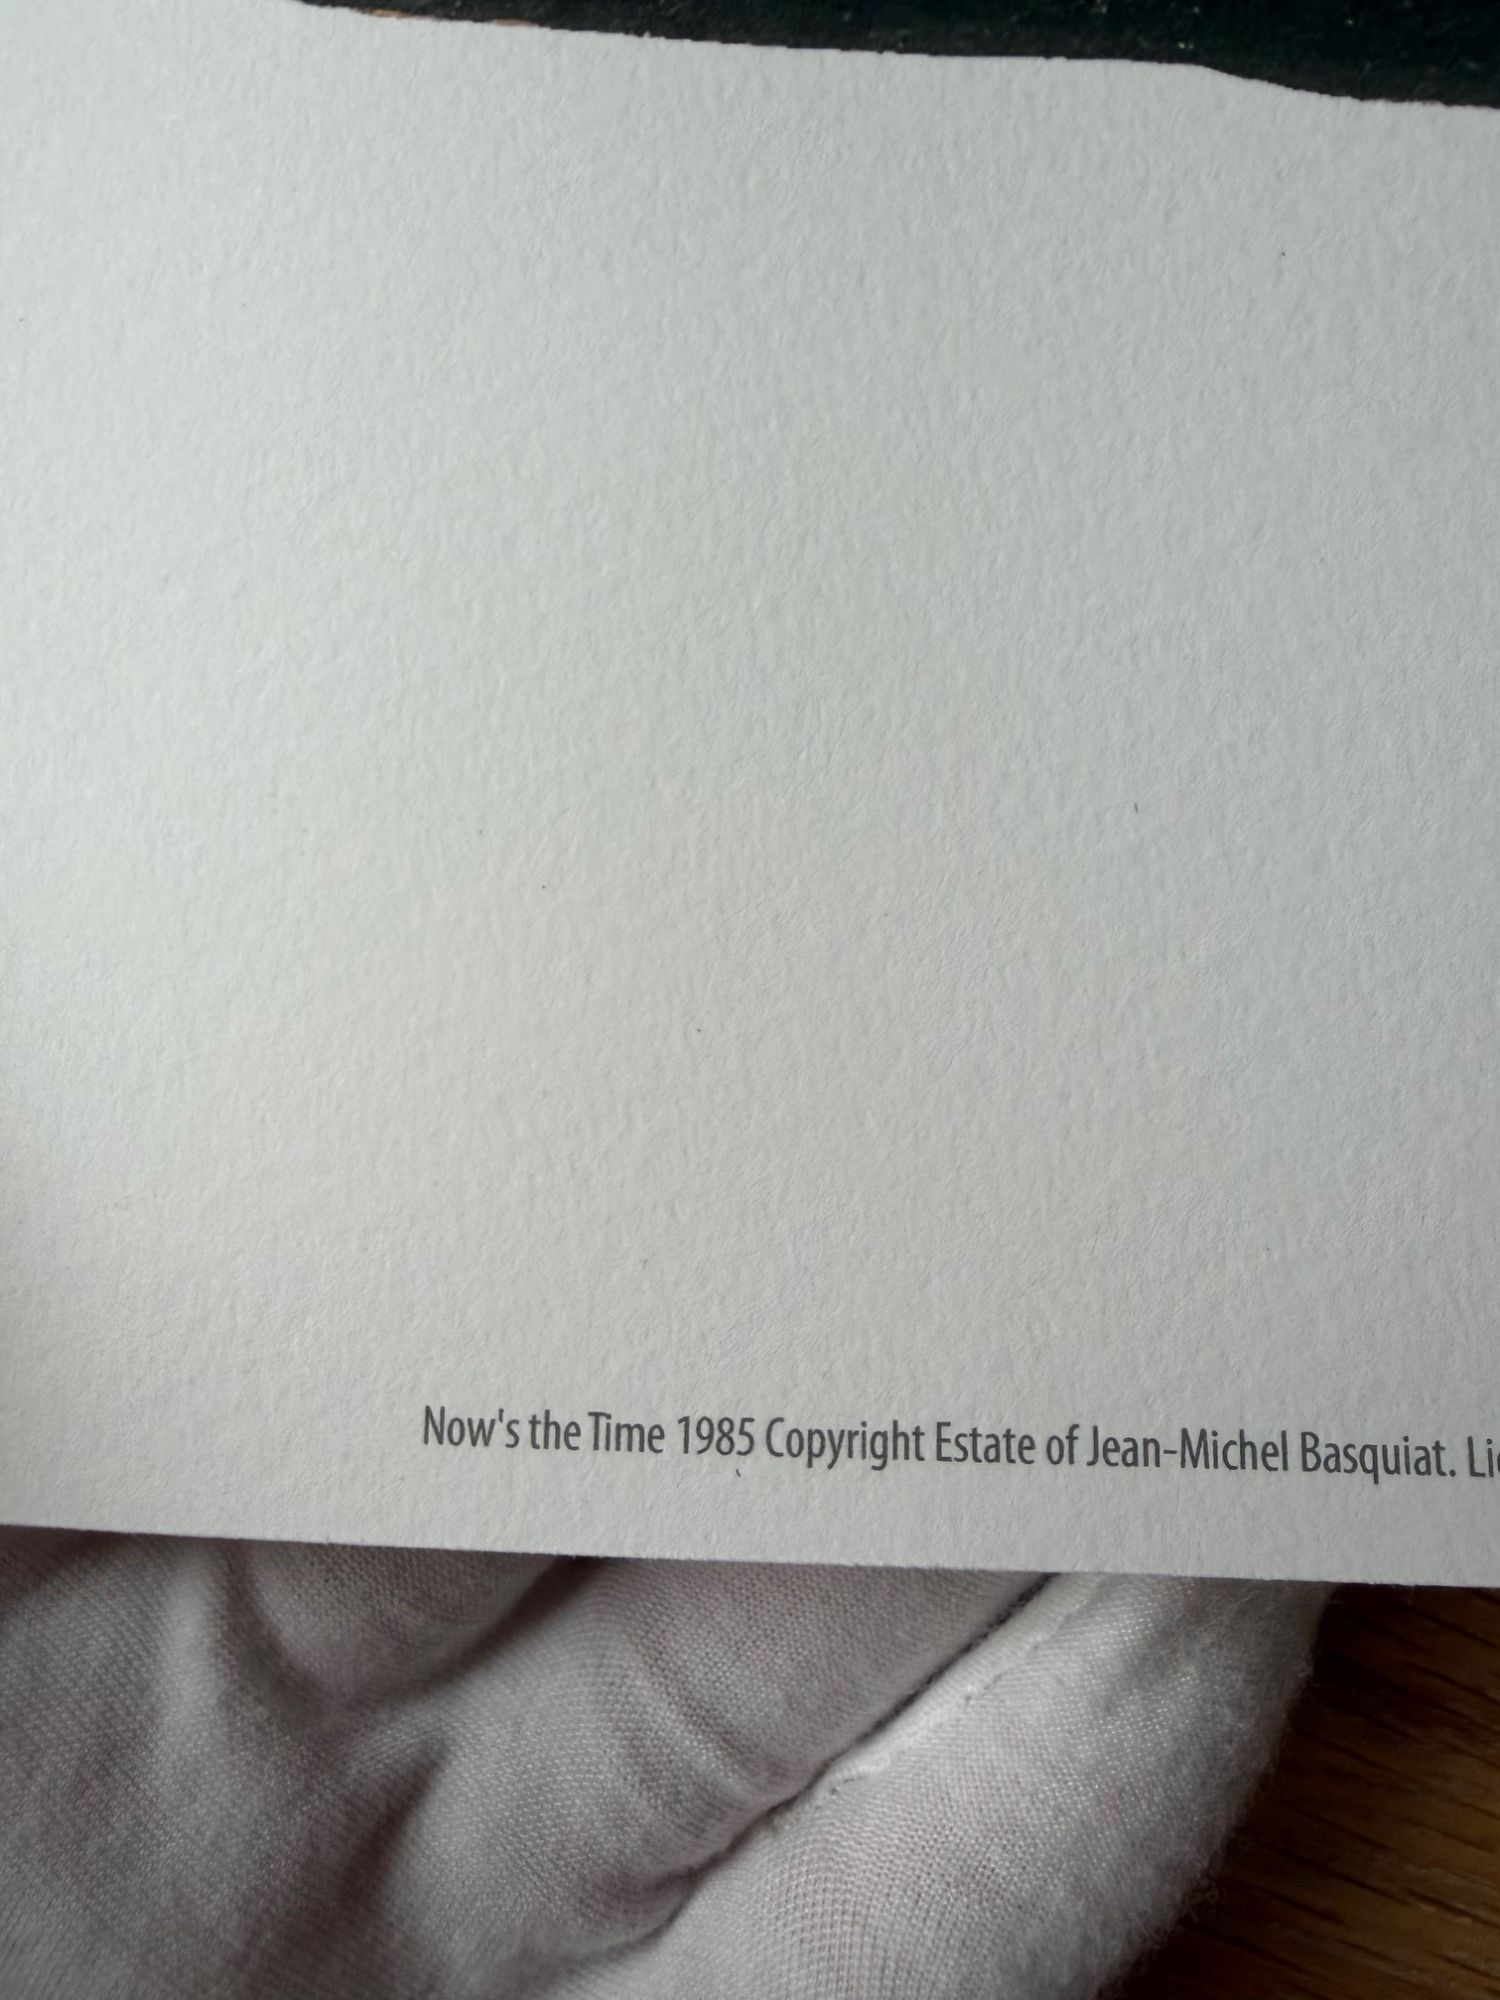 Now's the Time 1985 Copyright Estate of Jean-Michel Basquiat.